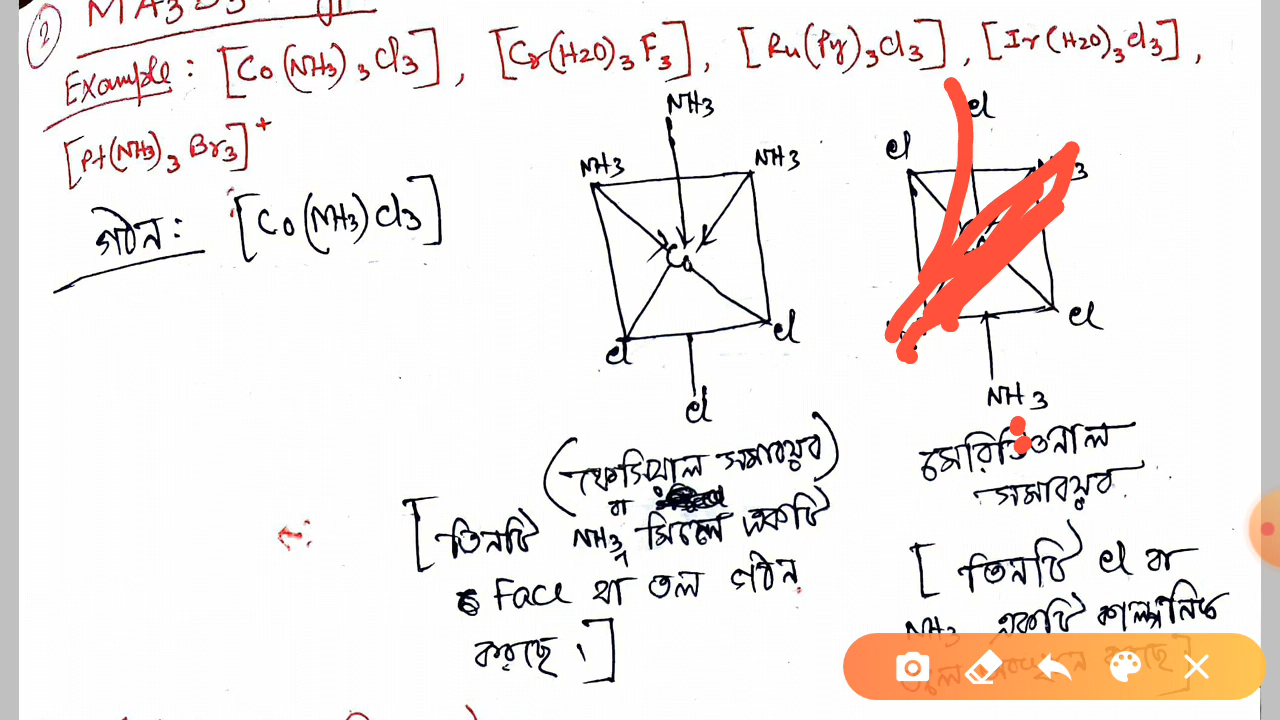 ② MA3B3
Example: [Co(NH3)3Cl3], [Cr(H2O)3F3], [Ru(Py)3Cl3], [Ir(H2O)3Cl3],
[Pt(NH3)3Br3]+
গঠন: [Co(NH3)Cl3]
NH3
NH3
NH3
Co
cl
cl
cl
cl
cl
cl
NH3
(ফেসিয়াল সমাবয়ব)
বা
[তিনটি NH3 মিলে একটি
Face বা তল গঠন
করছে।]
মেরিডিওনাল
সমাবয়ব
[তিনটি cl বা
NH3 একটি কাল্পনিক
করছে]